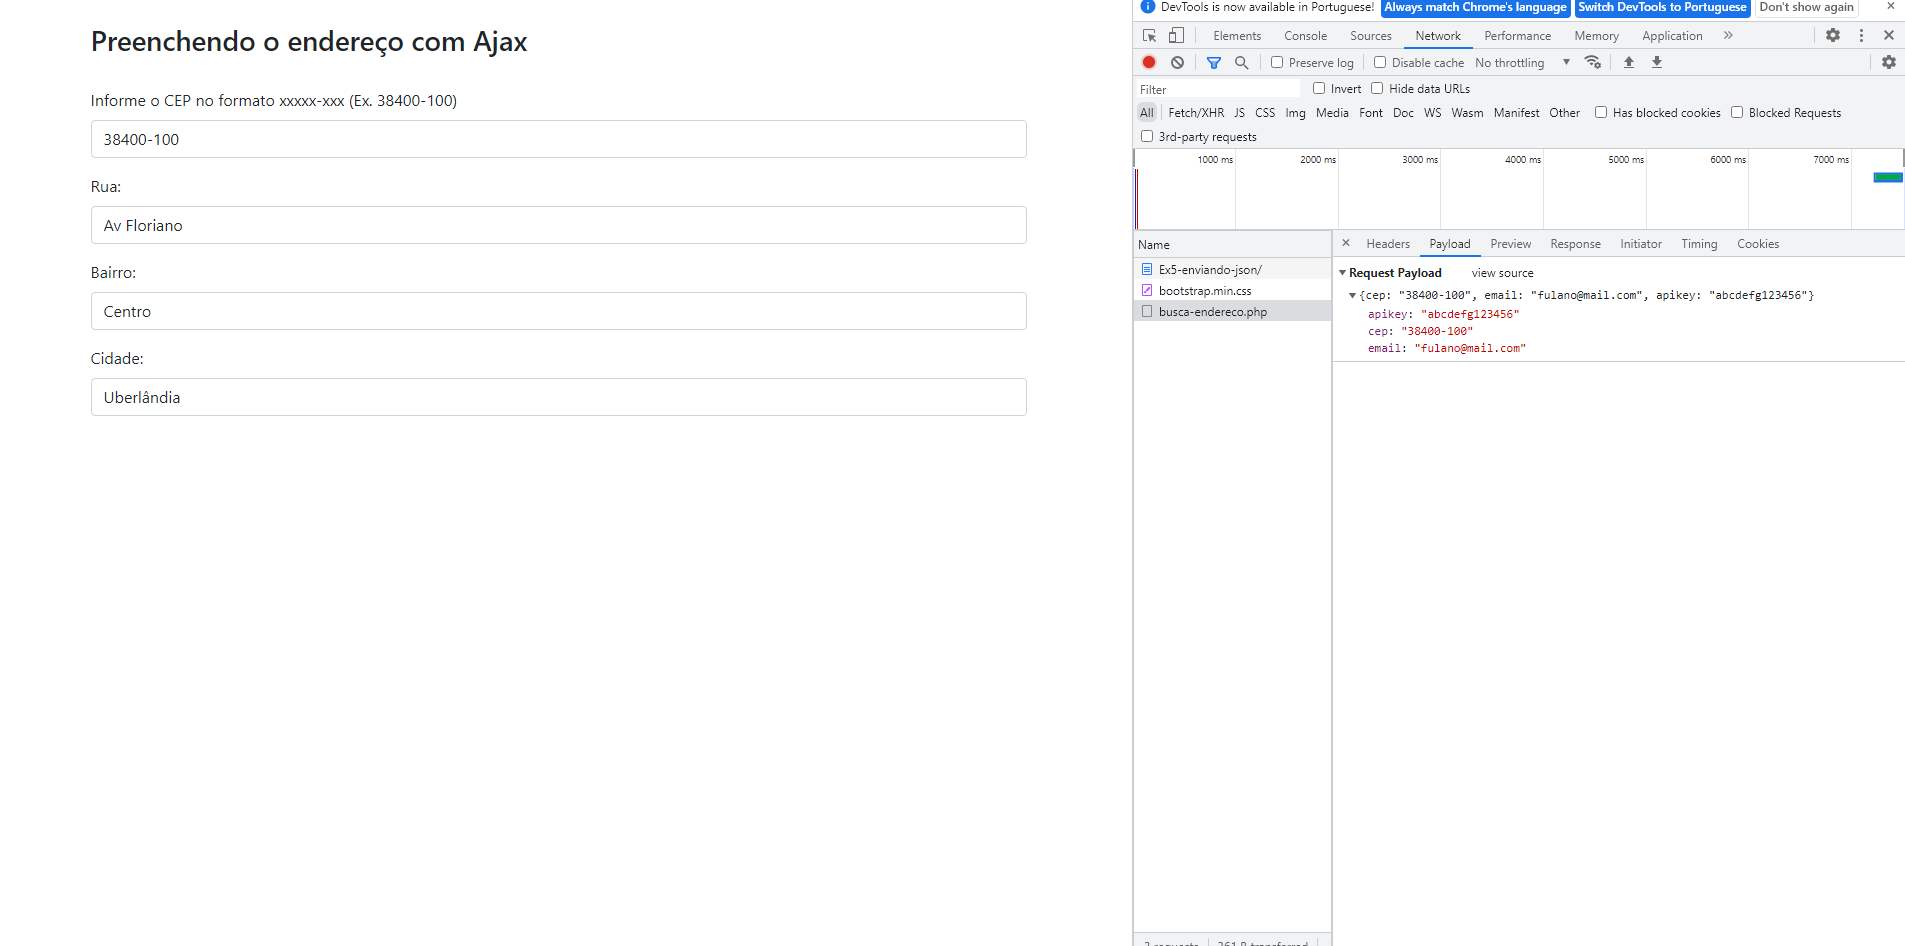 Preenchendo o endereço com Ajax
Informe o CEP no formato xxxxx-xxx (Ex. 38400-100)
38400-100
Rua:
Av Floriano
Bairro:
Centro
Cidade:
Uberlândia
DevTools is now available in Portuguese! Always match Chrome's language Switch DevTools to Portuguese Don't show again
Elements Console Sources Network Performance Memory Application
Preserve log Disable cache No throttling
Filter Invert Hide data URLs
All Fetch/XHR JS CSS Img Media Font Doc WS Wasm Manifest Other Has blocked cookies Blocked Requests
3rd-party requests
1000 ms 2000 ms 3000 ms 4000 ms 5000 ms 6000 ms 7000 ms
Name
Ex5-enviando-json/
bootstrap.min.css
busca-endereco.php
Headers Payload Preview Response Initiator Timing Cookies
Request Payload view source
{cep: "38400-100", email: "fulano@mail.com", apikey: "abcdefg123456"}
apikey: "abcdefg123456"
cep: "38400-100"
email: "fulano@mail.com"
3 requests 361 B transferred